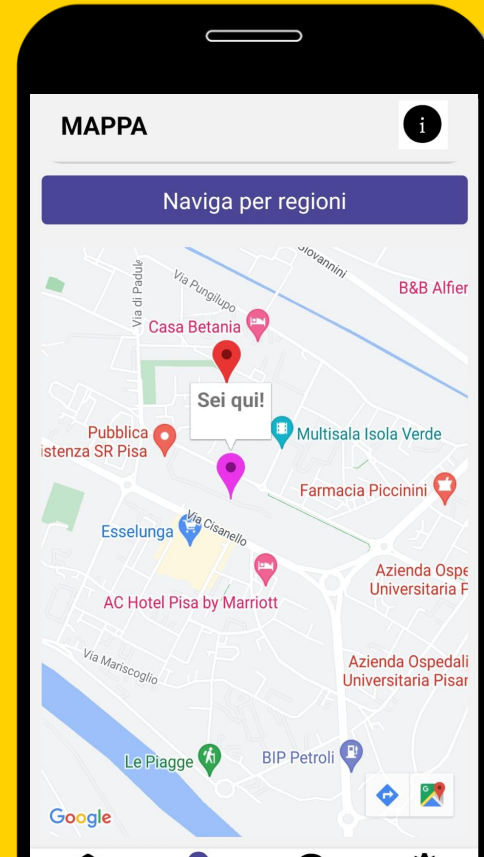 MAPPA
i
Naviga per regioni
Giovannini
Via di Padule
Via Pungilupo
B&B Alfier
Casa Betania
Sei qui!
Pubblica
istenza SR Pisa
Multisala Isola Verde
Farmacia Piccinini
Esselunga
Via Cisanello
AC Hotel Pisa by Marriott
Azienda Ospe
Universitaria P
Via Mariscoglio
Azienda Ospedali
Universitaria Pisan
Le Piagge
BIP Petroli
Google